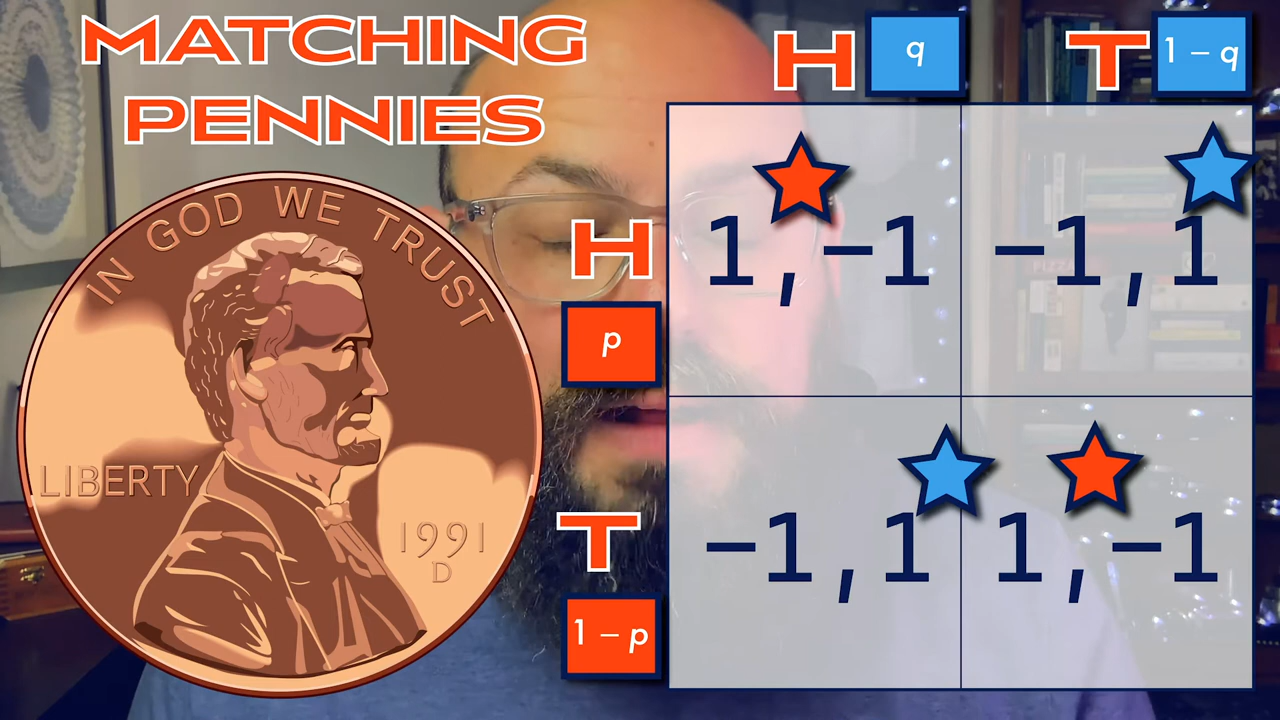 MATCHING
PENNIES
IN GOD WE TRUST
LIBERTY
1991
D
H q T 1 − q
H 1, −1 −1, 1
p
T −1, 1 1, −1
1 − p